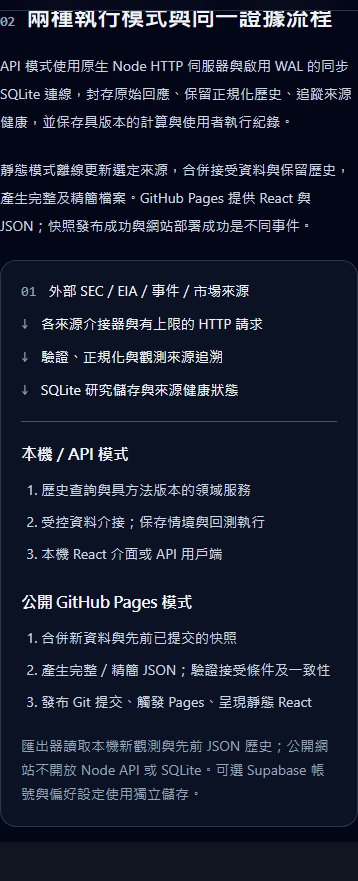 02 兩種執行模式與同一證據流程
API 模式使用原生 Node HTTP 伺服器與啟用 WAL 的同步
SQLite 連線，封存原始回應、保留正規化歷史、追蹤來源
健康，並保存具版本的計算與使用者執行紀錄。
靜態模式離線更新選定來源，合併接受資料與保留歷史，
產生完整及精簡檔案。GitHub Pages 提供 React 與
JSON；快照發布成功與網站部署成功是不同事件。
01 外部 SEC / EIA / 事件 / 市場來源
↓ 各來源介接器與有上限的 HTTP 請求
↓ 驗證、正規化與觀測來源追溯
↓ SQLite 研究儲存與來源健康狀態
本機 / API 模式
1. 歷史查詢與具方法版本的領域服務
2. 受控資料介接；保存情境與回測執行
3. 本機 React 介面或 API 用戶端
公開 GitHub Pages 模式
1. 合併新資料與先前已提交的快照
2. 產生完整 / 精簡 JSON；驗證接受條件及一致性
3. 發布 Git 提交、觸發 Pages、呈現靜態 React
匯出器讀取本機新觀測與先前 JSON 歷史；公開網
站不開放 Node API 或 SQLite。可選 Supabase 帳
號與偏好設定使用獨立儲存。